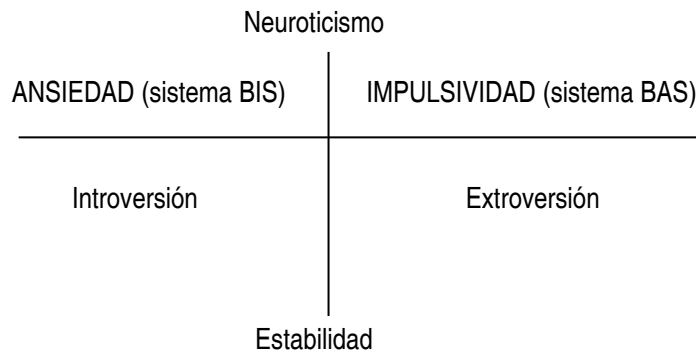 Neuroticismo
ANSIEDAD (sistema BIS) IMPULSIVIDAD (sistema BAS)
Introversión Extroversión
Estabilidad